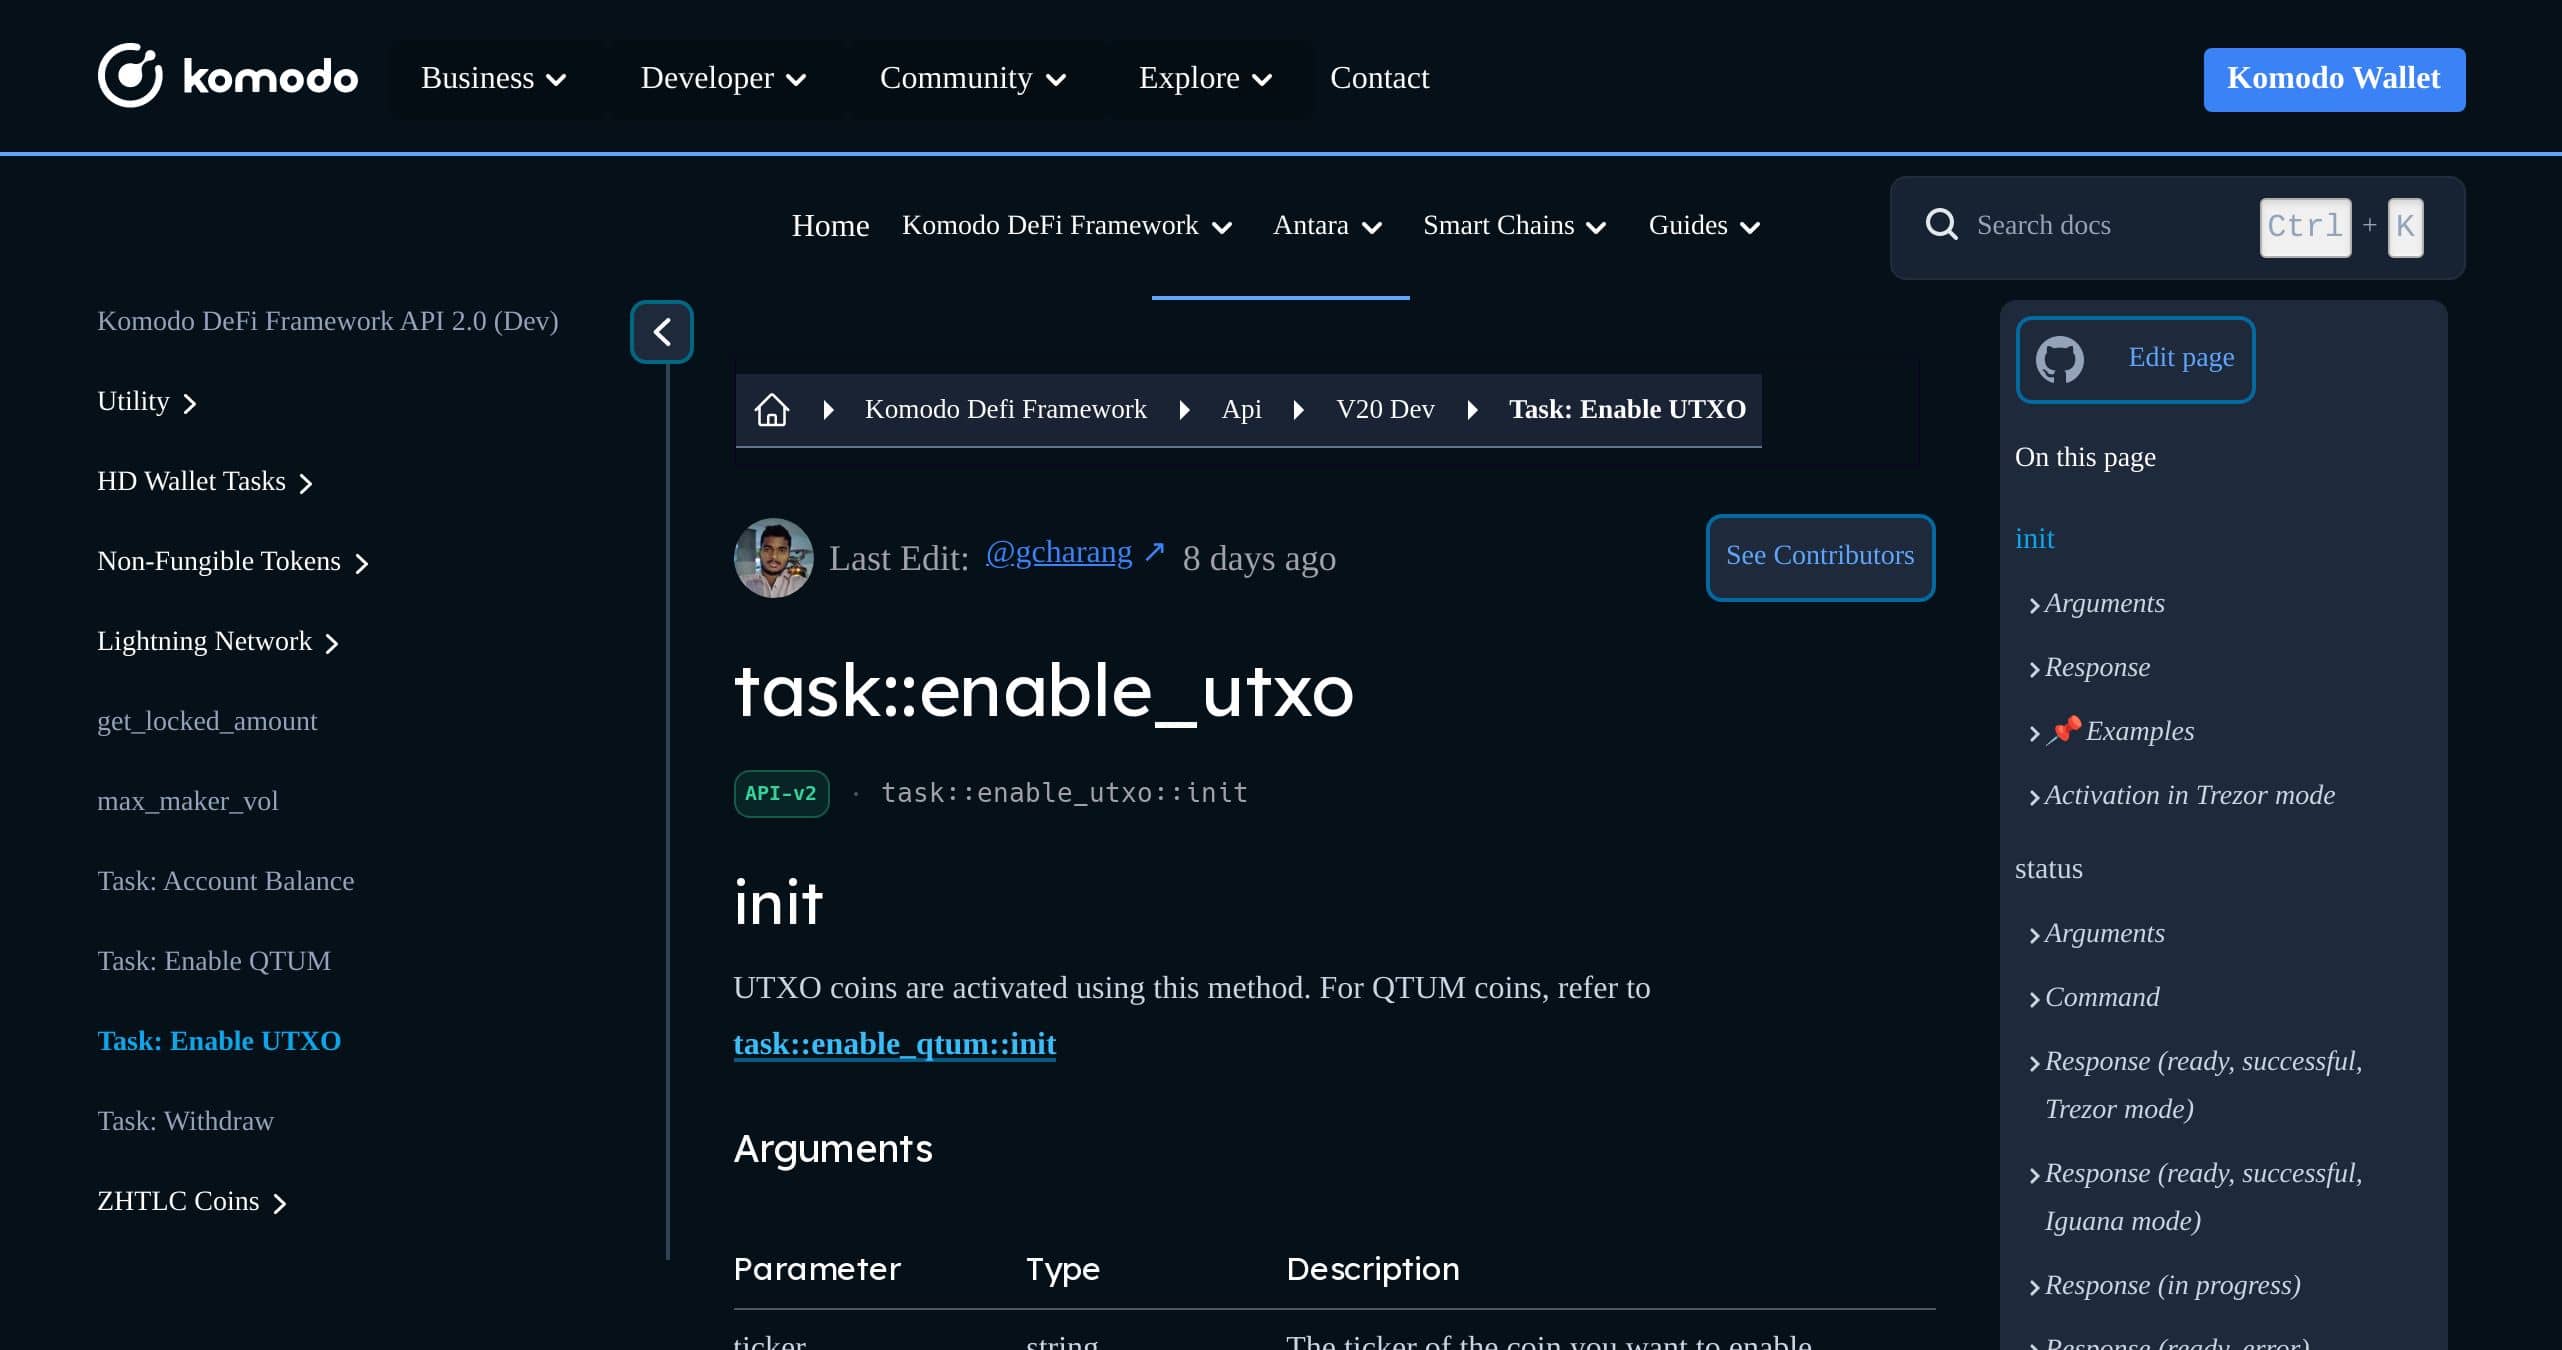 komodo
Business
Developer
Community
Explore
Contact
Komodo Wallet
Home
Komodo DeFi Framework
Antara
Smart Chains
Guides
Search docs
Ctrl + K
Komodo DeFi Framework API 2.0 (Dev)
Utility
HD Wallet Tasks
Non-Fungible Tokens
Lightning Network
get_locked_amount
max_maker_vol
Task: Account Balance
Task: Enable QTUM
Task: Enable UTXO
Task: Withdraw
ZHTLC Coins
Komodo Defi Framework
Api
V20 Dev
Task: Enable UTXO
Last Edit: @gcharang ↗ 8 days ago
See Contributors
task::enable_utxo
API-v2 · task::enable_utxo::init
init
UTXO coins are activated using this method. For QTUM coins, refer to
task::enable_qtum::init
Arguments
Parameter Type Description
ticker string The ticker of the coin you want to enable
Edit page
On this page
init
Arguments
Response
📌 Examples
Activation in Trezor mode
status
Arguments
Command
Response (ready, successful,
Trezor mode)
Response (ready, successful,
Iguana mode)
Response (in progress)
Response (ready, error)